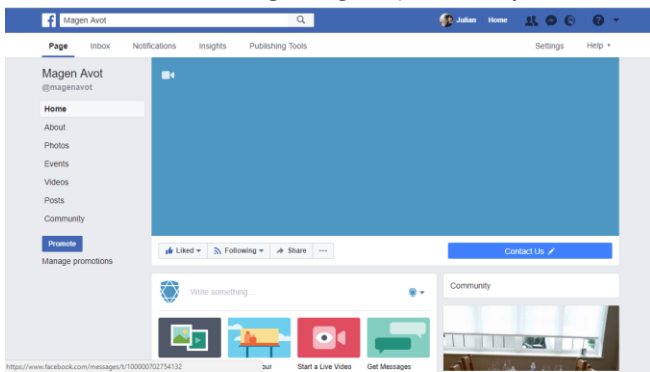 Magen Avot
Julian Home
Page Inbox Notifications Insights Publishing Tools Settings Help
Magen Avot
@magenavot
Home
About
Photos
Events
Videos
Posts
Community
Promote
Manage promotions
Liked Following Share
Contact Us
Write something...
Community
Start a Live Video Get Messages
https://www.facebook.com/messages/t/100000702754132